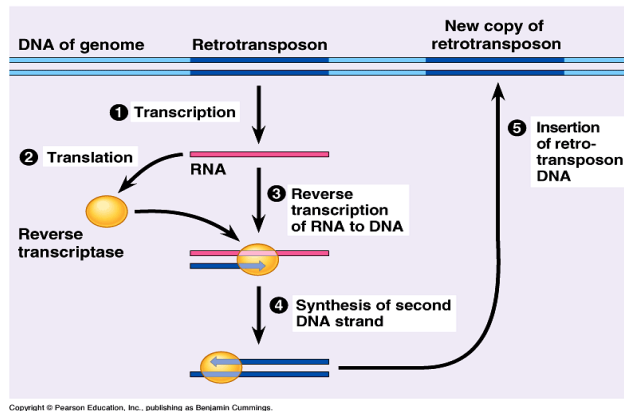 DNA of genome
Retrotransposon
New copy of
retrotransposon
1 Transcription
2 Translation
RNA
3 Reverse
transcription
of RNA to DNA
5 Insertion
of retro-
transposon
DNA
Reverse
transcriptase
4 Synthesis of second
DNA strand
Copyright © Pearson Education, Inc., publishing as Benjamin Cummings.